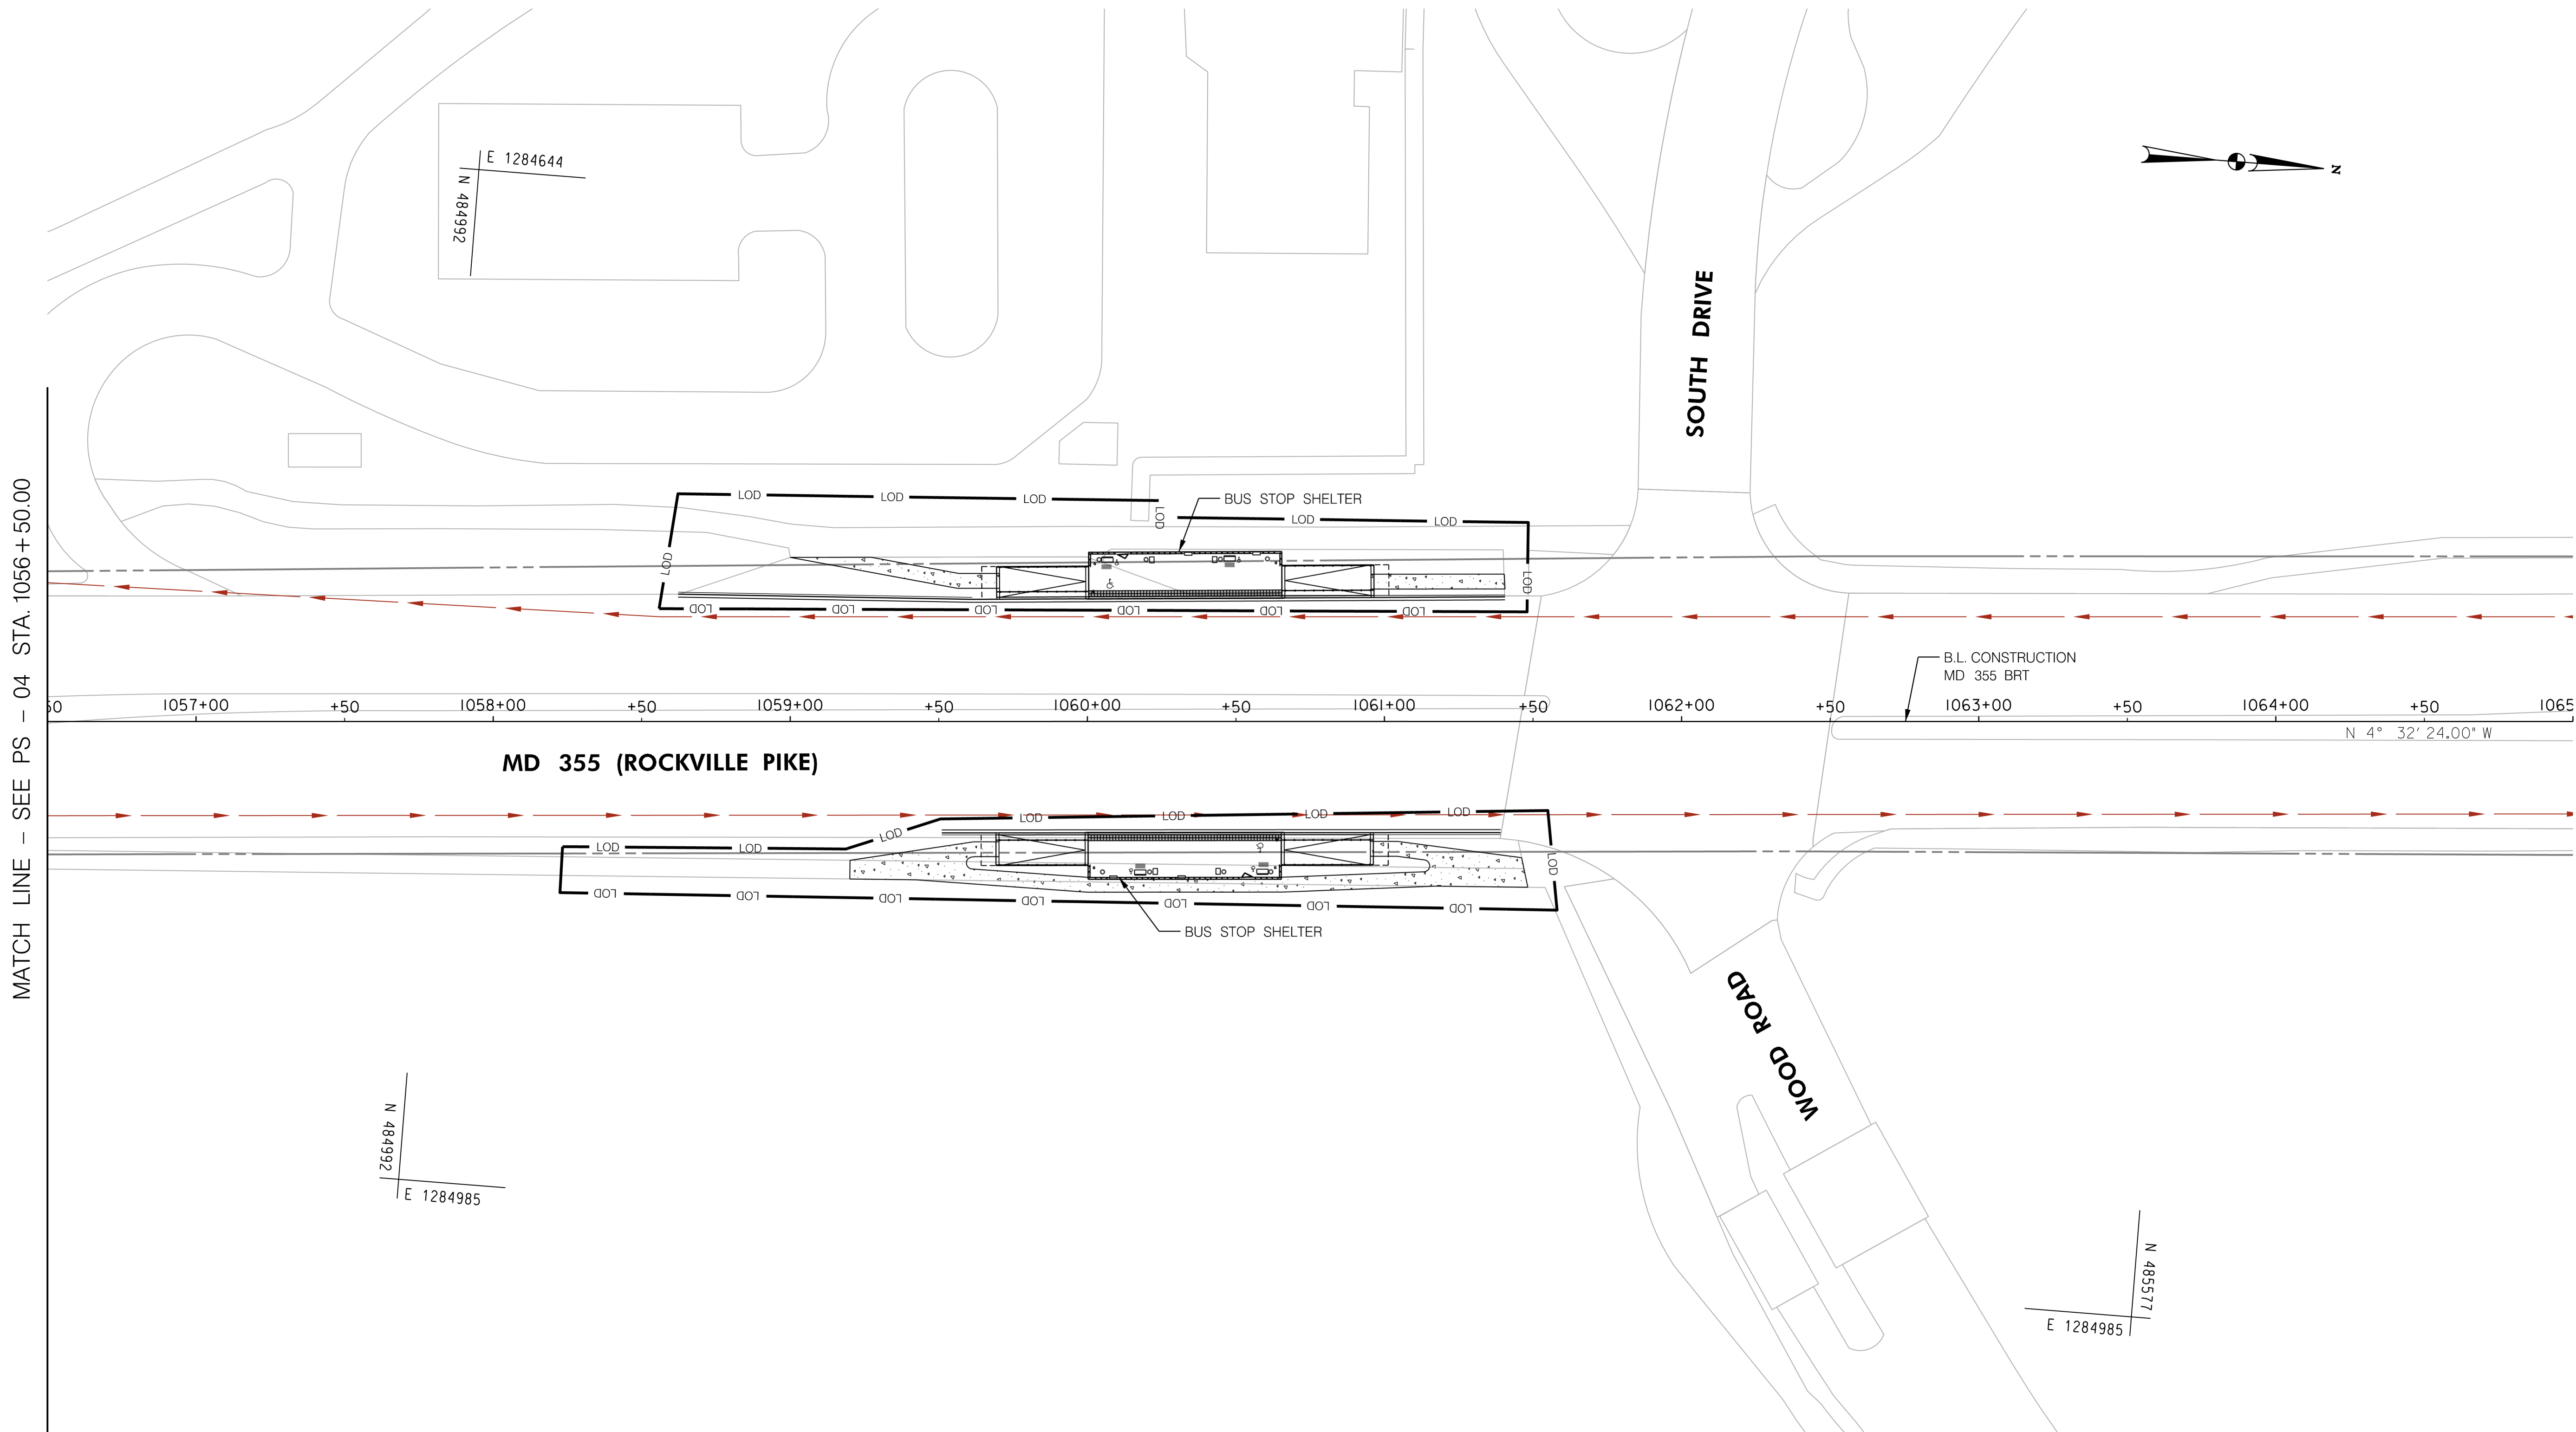 E 1284644
N 484992
N
SOUTH DRIVE
MATCH LINE - SEE PS - 04 STA. 1056+50.00
LOD LOD LOD
BUS STOP SHELTER
LOD
LOD LOD
LOD
LOD
LOD LOD LOD LOD LOD LOD
B.L. CONSTRUCTION
MD 355 BRT
50 1057+00 +50 1058+00 +50 1059+00 +50 1060+00 +50 1061+00 +50 1062+00 +50 1063+00 +50 1064+00 +50 1065
N 4° 32' 24.00" W
MD 355 (ROCKVILLE PIKE)
LOD LOD LOD LOD
LOD
LOD LOD
LOD
LOD LOD LOD LOD LOD LOD LOD
BUS STOP SHELTER
WOOD ROAD
N 484992
E 1284985
N 485577
E 1284985